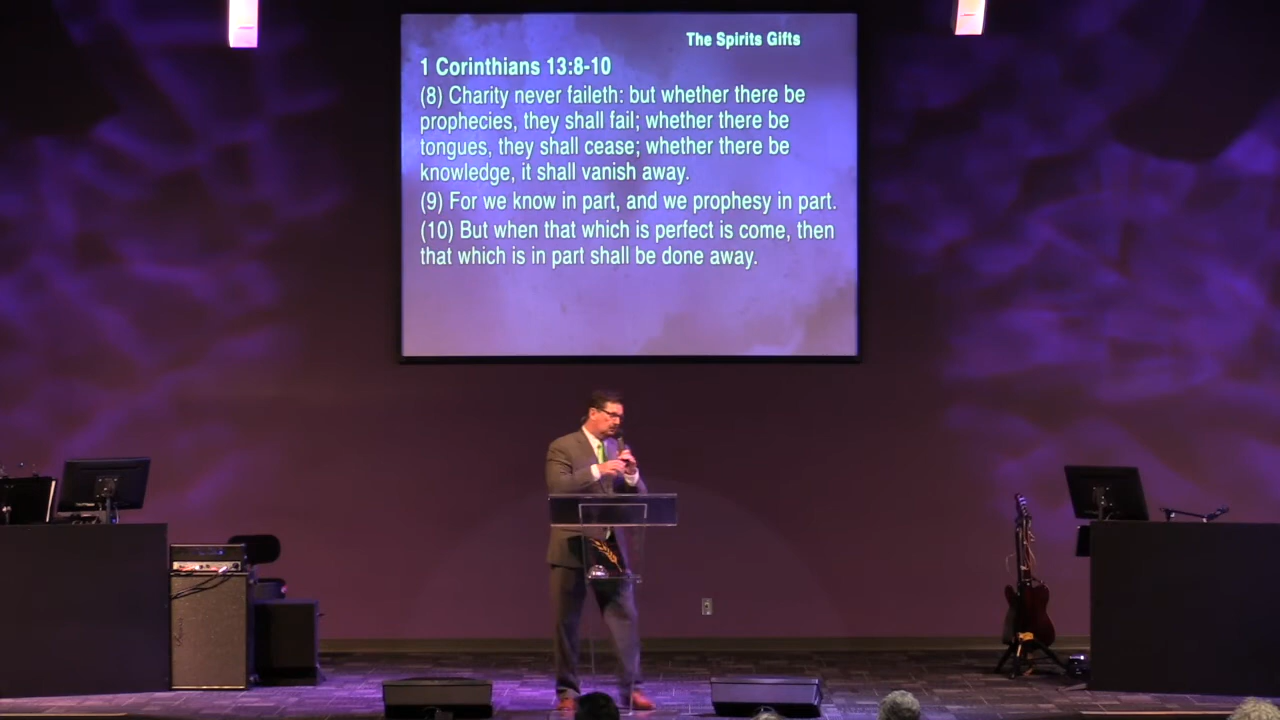 The Spirits Gifts
1 Corinthians 13:8-10
(8) Charity never faileth: but whether there be
prophecies, they shall fail; whether there be
tongues, they shall cease; whether there be
knowledge, it shall vanish away.
(9) For we know in part, and we prophesy in part.
(10) But when that which is perfect is come, then
that which is in part shall be done away.